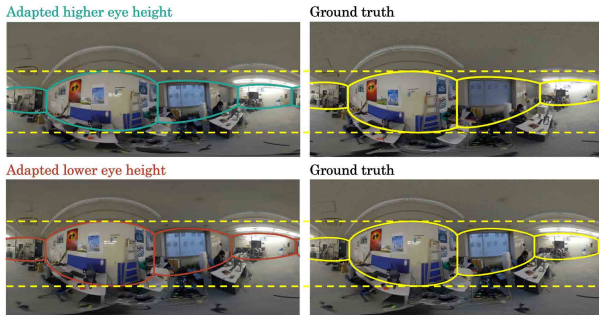 Adapted higher eye height
Ground truth
Adapted lower eye height
Ground truth